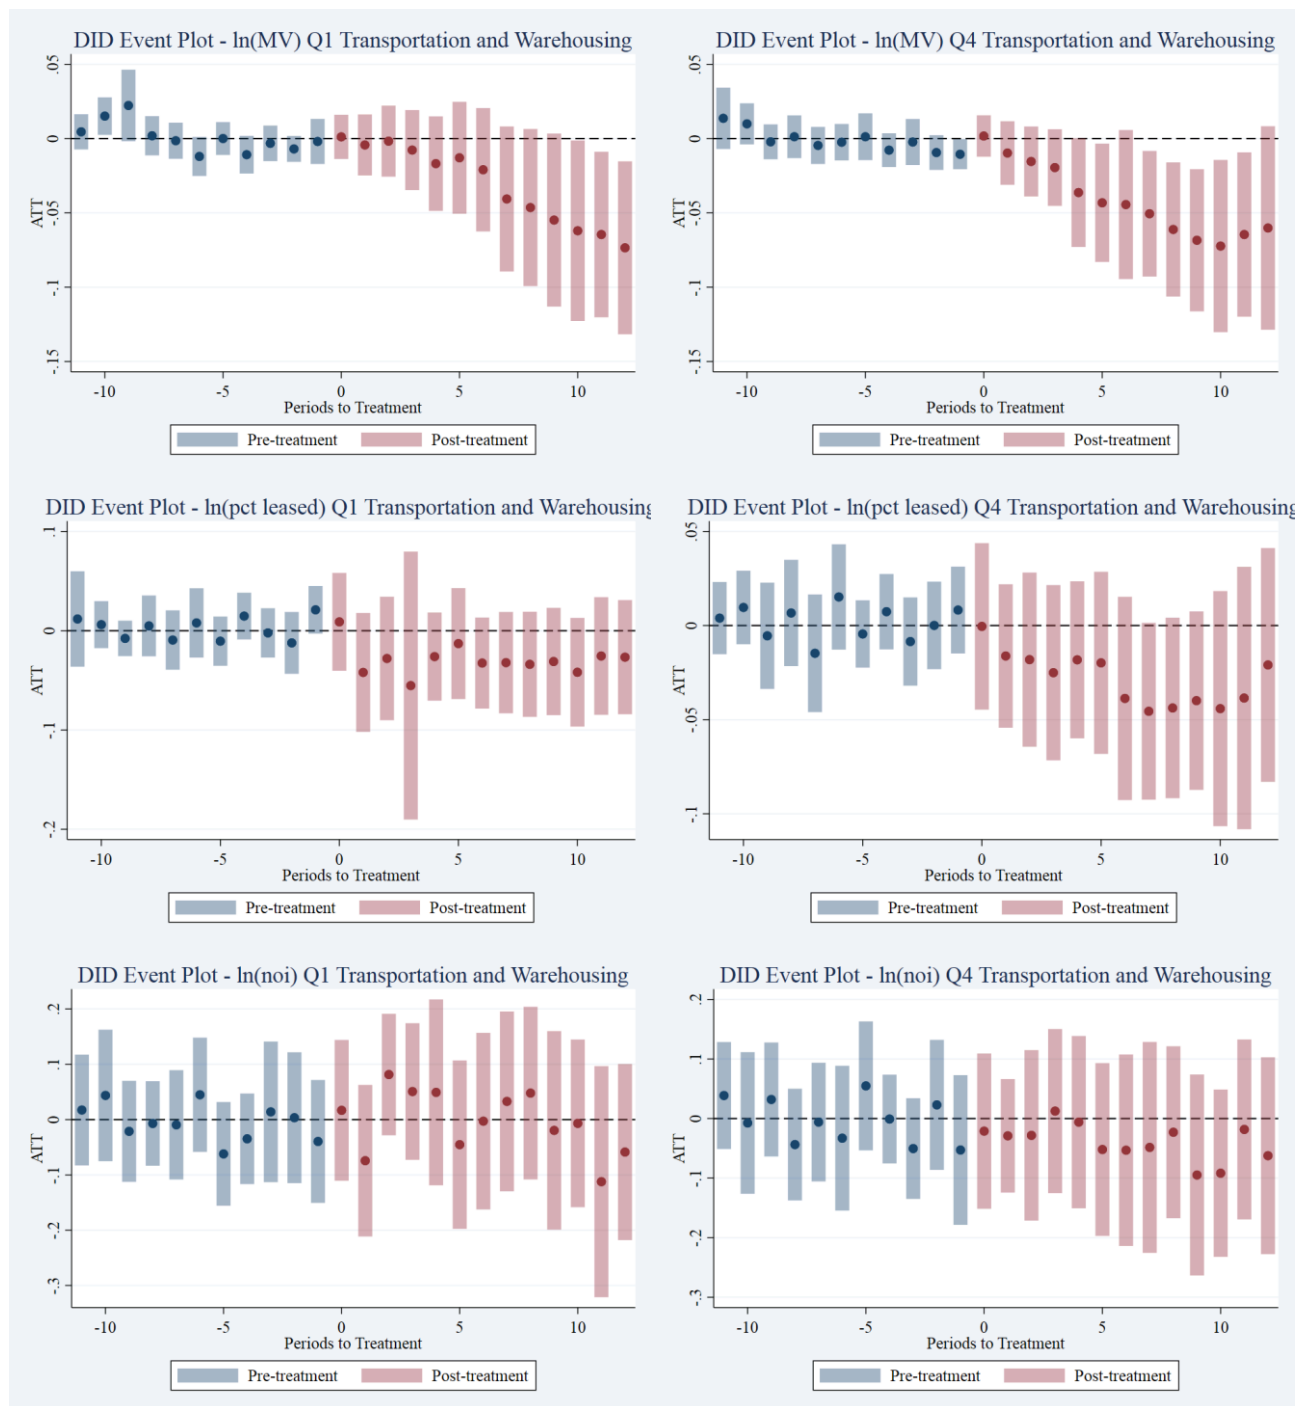 DID Event Plot - ln(MV) Q1 Transportation and Warehousing
.05
0
-.05
-.1
-.15
ATT
-10 -5 0 5 10
Periods to Treatment
Pre-treatment Post-treatment
DID Event Plot - ln(MV) Q4 Transportation and Warehousing
.05
0
-.05
-.1
-.15
ATT
-10 -5 0 5 10
Periods to Treatment
Pre-treatment Post-treatment
DID Event Plot - ln(pct leased) Q1 Transportation and Warehousing
.1
0
-.1
-.2
ATT
-10 -5 0 5 10
Periods to Treatment
Pre-treatment Post-treatment
DID Event Plot - ln(pct leased) Q4 Transportation and Warehousing
.05
0
-.05
-.1
ATT
-10 -5 0 5 10
Periods to Treatment
Pre-treatment Post-treatment
DID Event Plot - ln(noi) Q1 Transportation and Warehousing
.2
.1
0
-.1
-.2
-.3
ATT
-10 -5 0 5 10
Periods to Treatment
Pre-treatment Post-treatment
DID Event Plot - ln(noi) Q4 Transportation and Warehousing
.2
.1
0
-.1
-.2
-.3
ATT
-10 -5 0 5 10
Periods to Treatment
Pre-treatment Post-treatment